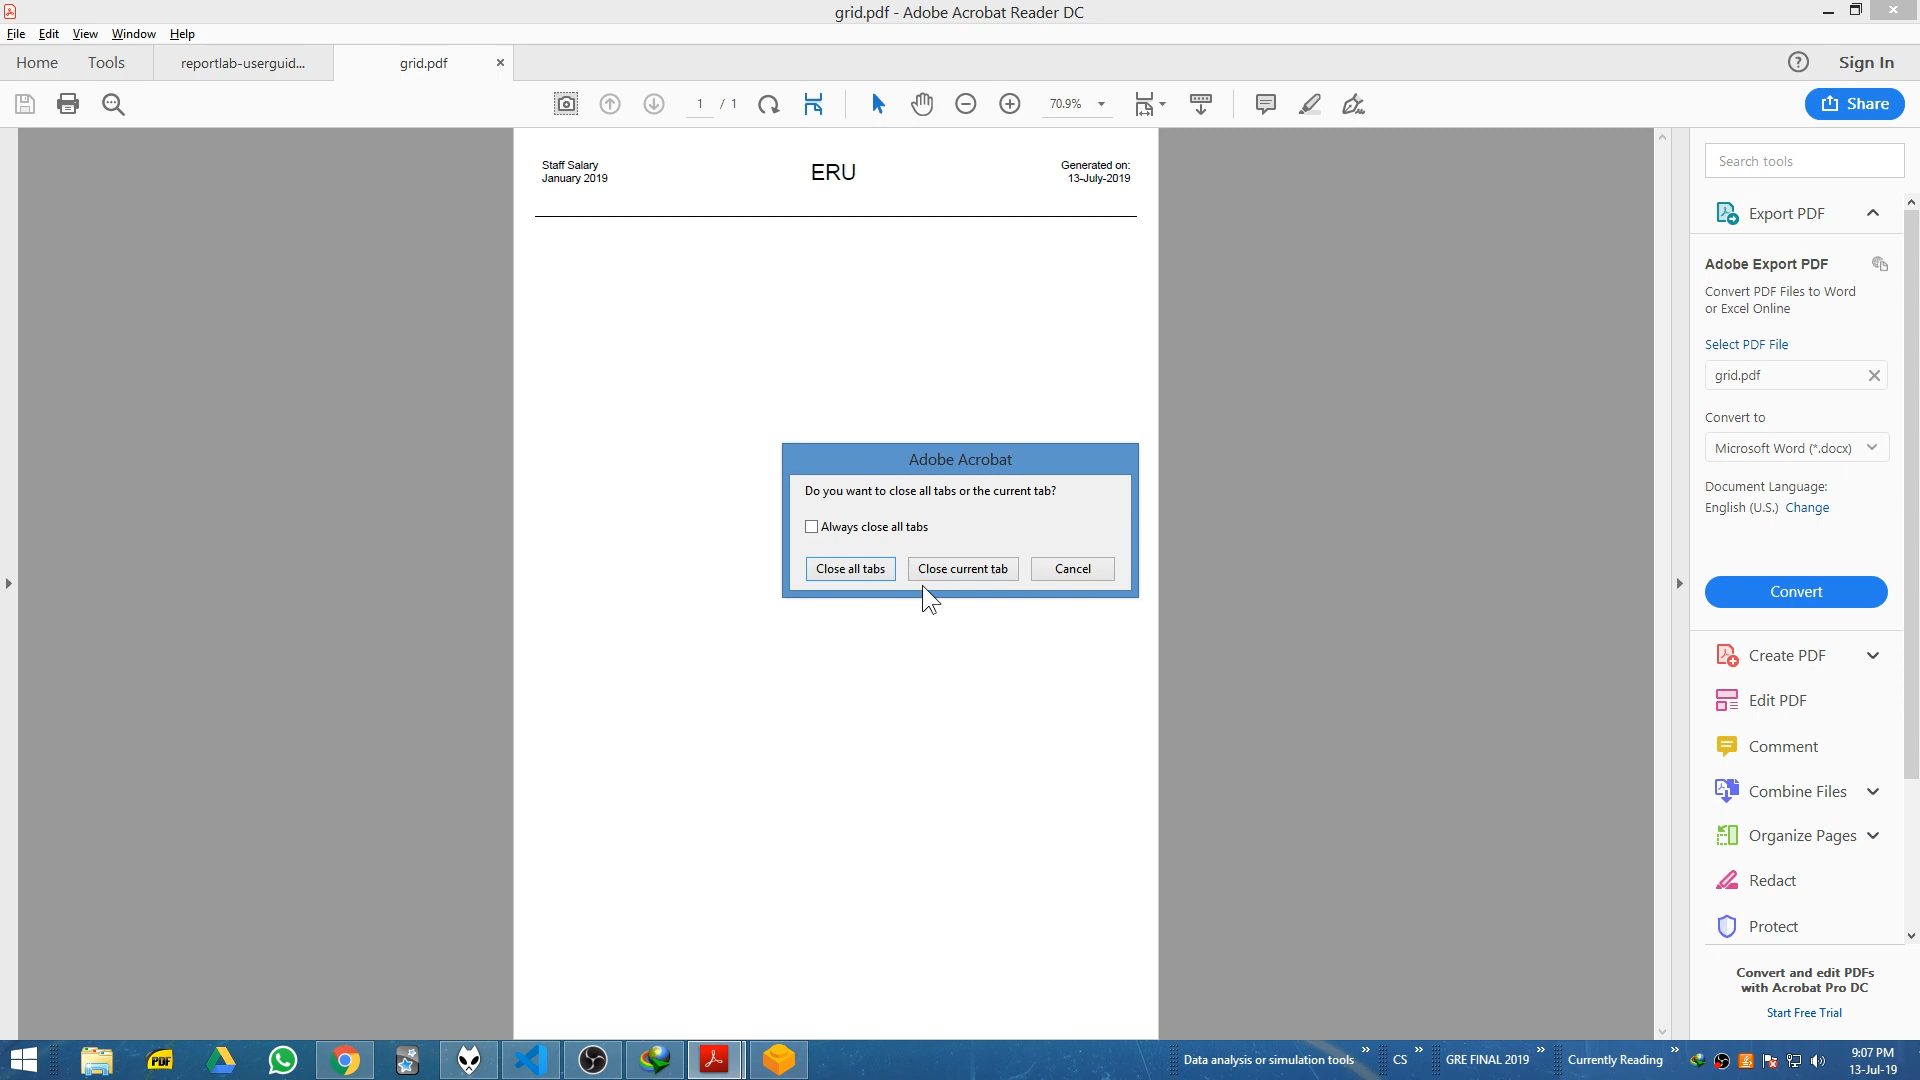 grid.pdf - Adobe Acrobat Reader DC
File Edit View Window Help
Home Tools reportlab-userguid... grid.pdf Sign In
1 / 1 70.9% Share
Staff Salary
January 2019
ERU
Generated on:
13-July-2019
Adobe Acrobat
Do you want to close all tabs or the current tab?
Always close all tabs
Close all tabs Close current tab Cancel
Search tools
Export PDF
Adobe Export PDF
Convert PDF Files to Word
or Excel Online
Select PDF File
grid.pdf
Convert to
Microsoft Word (*.docx)
Document Language:
English (U.S.) Change
Convert
Create PDF
Edit PDF
Comment
Combine Files
Organize Pages
Redact
Protect
Convert and edit PDFs
with Acrobat Pro DC
Start Free Trial
PDF
Data analysis or simulation tools CS GRE FINAL 2019 Currently Reading
9:07 PM
13-Jul-19